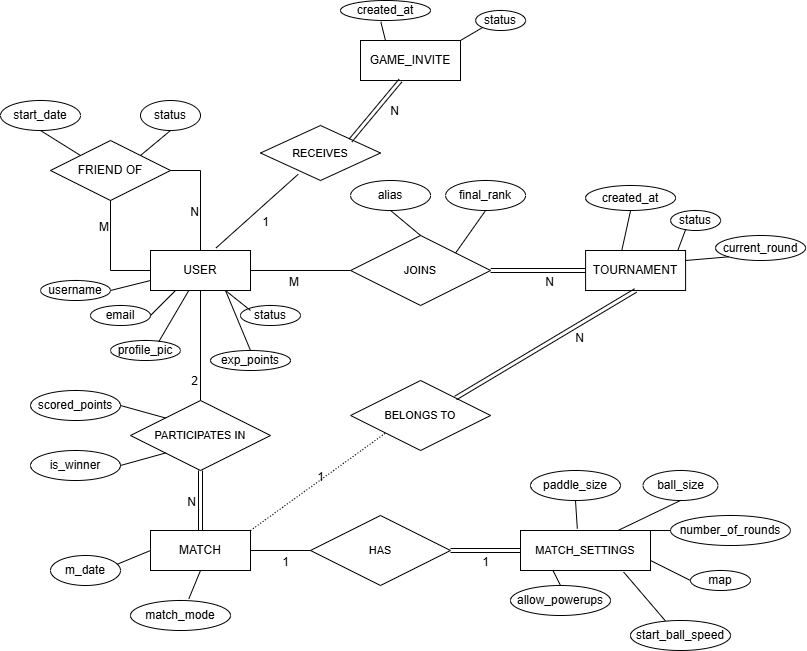 created_at
status
GAME_INVITE
N
start_date
status
RECEIVES
FRIEND OF
alias
final_rank
created_at
N
1
status
M
current_round
USER
JOINS
TOURNAMENT
M
N
username
email
status
profile_pic
exp_points
N
2
scored_points
BELONGS TO
PARTICIPATES IN
is_winner
1
paddle_size
ball_size
N
number_of_rounds
MATCH
HAS
MATCH_SETTINGS
1
1
m_date
map
allow_powerups
match_mode
start_ball_speed